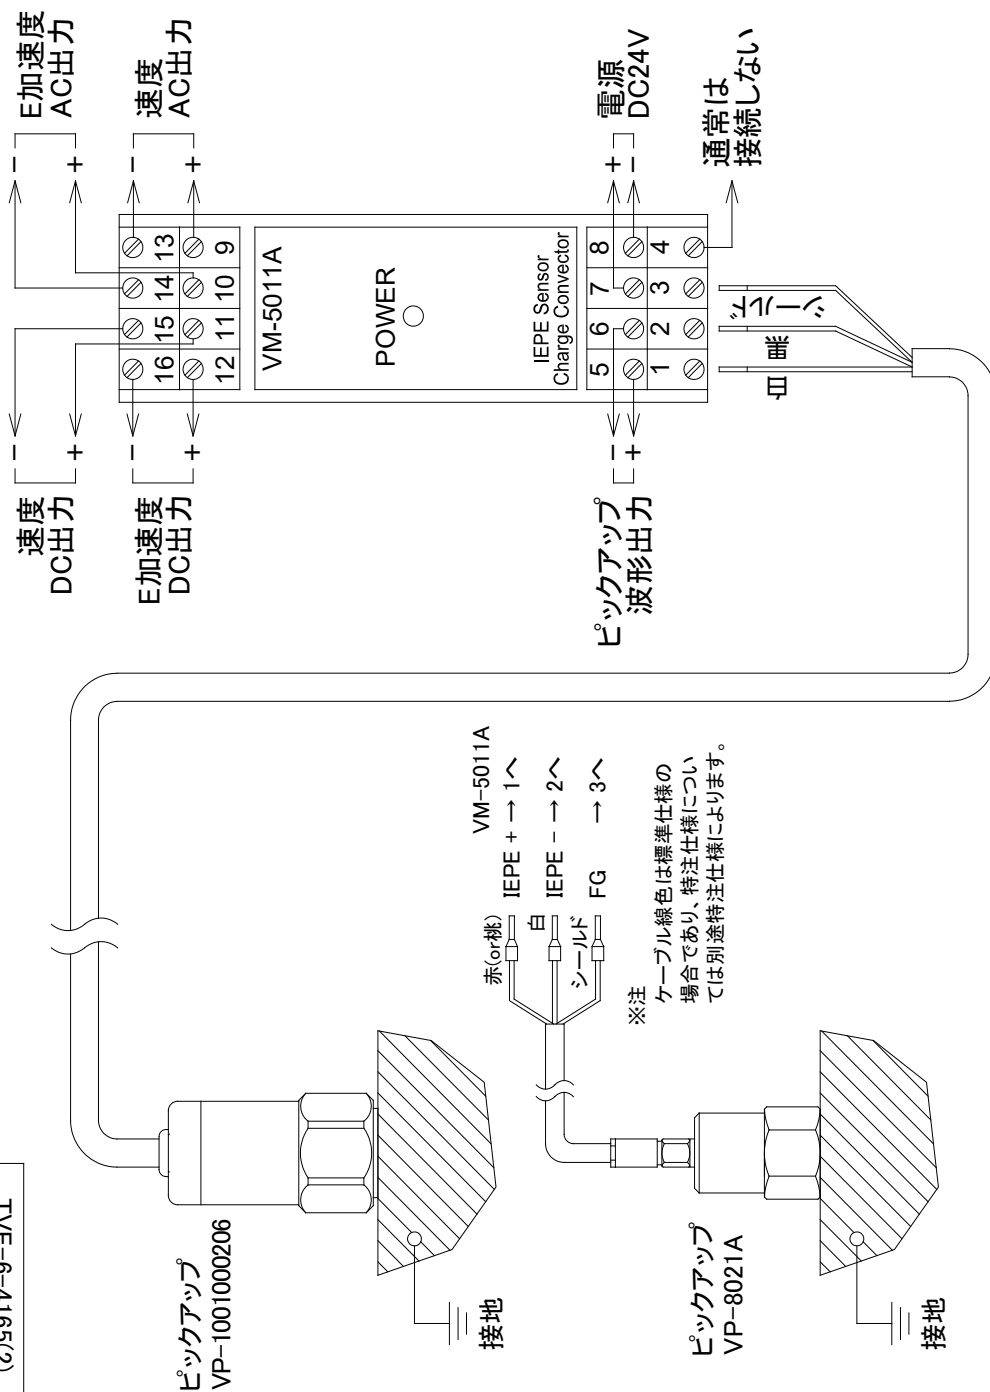 E加速度
AC出力
−
+
速度
AC出力
−
+
電源
DC24V
+
−
通常は
接続しない
13 9
14 10
15 11
16 12
VM-5011A
POWER
IEPE Sensor
Charge Convector
8 4
7 3
6 2
5 1
シールド
黒
白
−
+
速度
DC出力
−
+
E加速度
DC出力
−
+
ピックアップ
波形出力
VM-5011A
赤(or桃) IEPE + → 1へ
白 IEPE − → 2へ
シールド FG → 3へ
※注
ケーブル線色は標準仕様の
場合であり、特注仕様につい
ては別途特注仕様によります。
ピックアップ
VP-1001000206
接地
ピックアップ
VP-8021A
接地
TVE-6-4165(2)